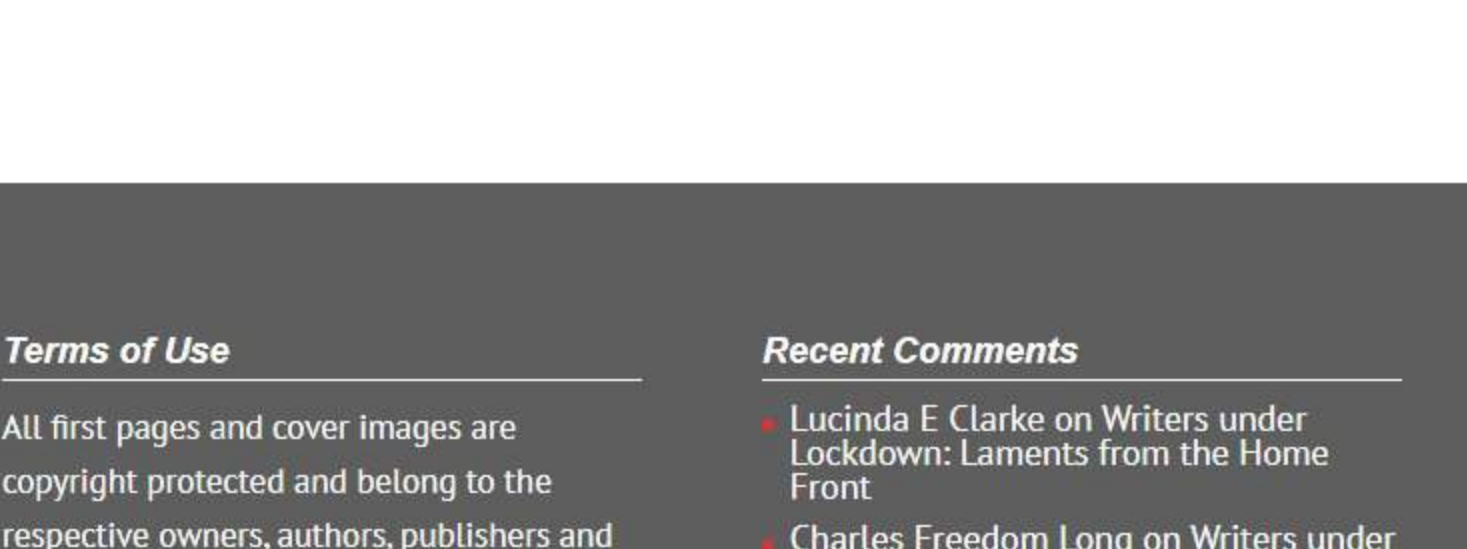 Terms of Use
All first pages and cover images are
copyright protected and belong to the
respective owners, authors, publishers and
Recent Comments
Lucinda E Clarke on Writers under
Lockdown: Laments from the Home
Front
Charles Freedom Long on Writers under